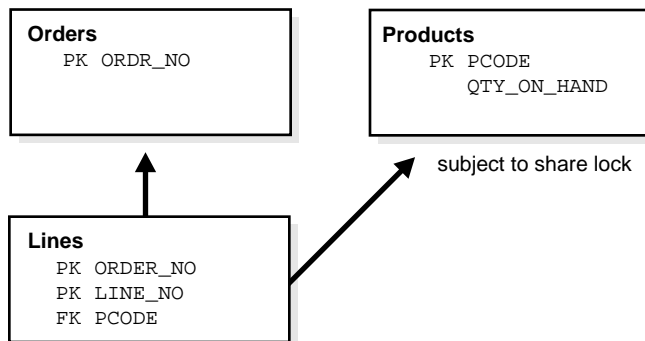 Orders
PK ORDR_NO
Products
PK PCODE
QTY_ON_HAND
subject to share lock
Lines
PK ORDER_NO
PK LINE_NO
FK PCODE